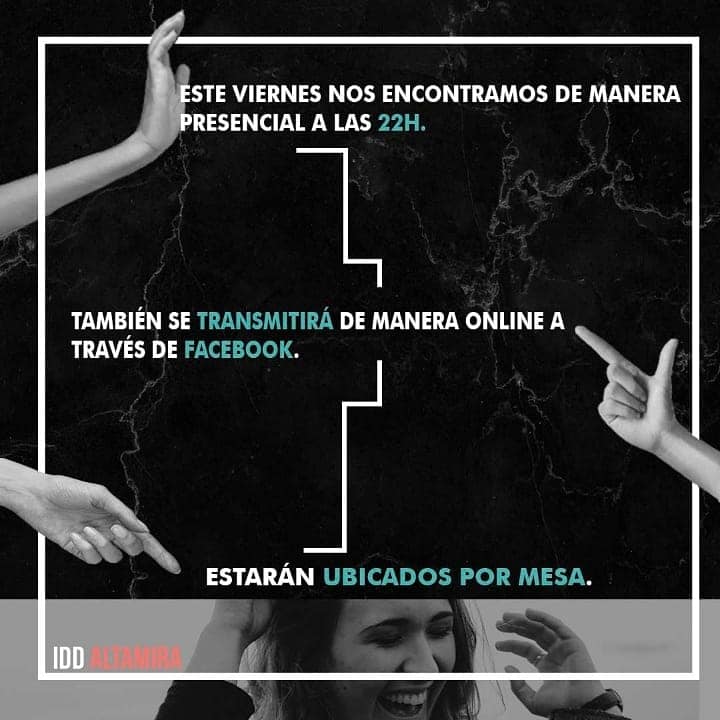 ESTE VIERNES NOS ENCONTRAMOS DE MANERA
PRESENCIAL A LAS 22H.
TAMBIÉN SE TRANSMITIRÁ DE MANERA ONLINE A
TRAVÉS DE FACEBOOK.
ESTARÁN UBICADOS POR MESA.
IDD ALTAMIRA